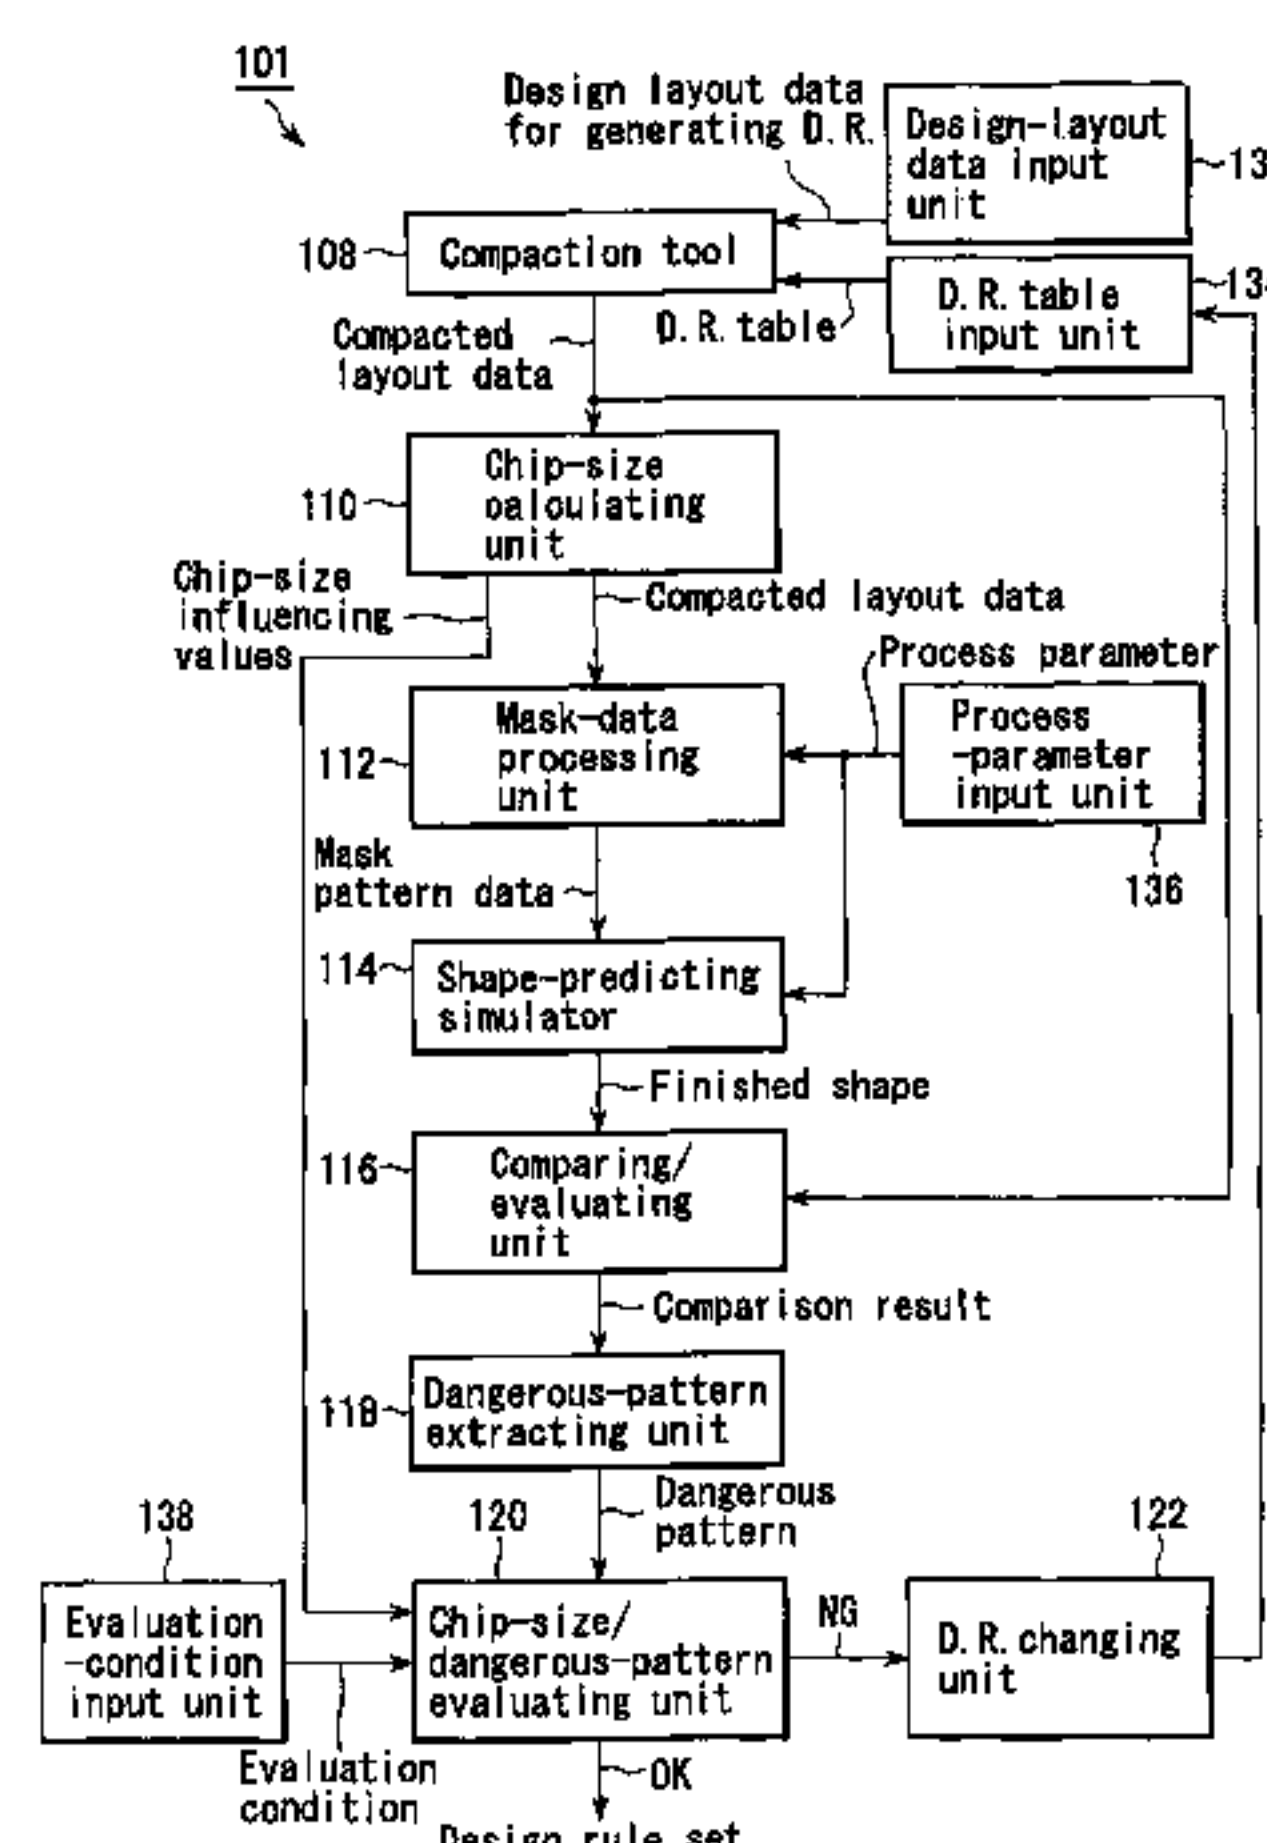 101
Design layout data
for generating D.R.
Design-layout
data input
unit
108
Compaction tool
D.R.table
input unit
D.R.table
Compacted
layout data
Chip-size
calculating
unit
110
Chip-size
influencing
values
Compacted layout data
Process parameter
Mask-data
processing
unit
112
Process
-parameter
input unit
136
Mask
pattern data
114
Shape-predicting
simulator
Finished shape
116
Comparing/
evaluating
unit
Comparison result
118
Dangerous-pattern
extracting unit
Dangerous
pattern
138
120
122
Evaluation
-condition
input unit
Chip-size/
dangerous-pattern
evaluating unit
NG
D.R.changing
unit
Evaluation
condition
OK
Design rule set